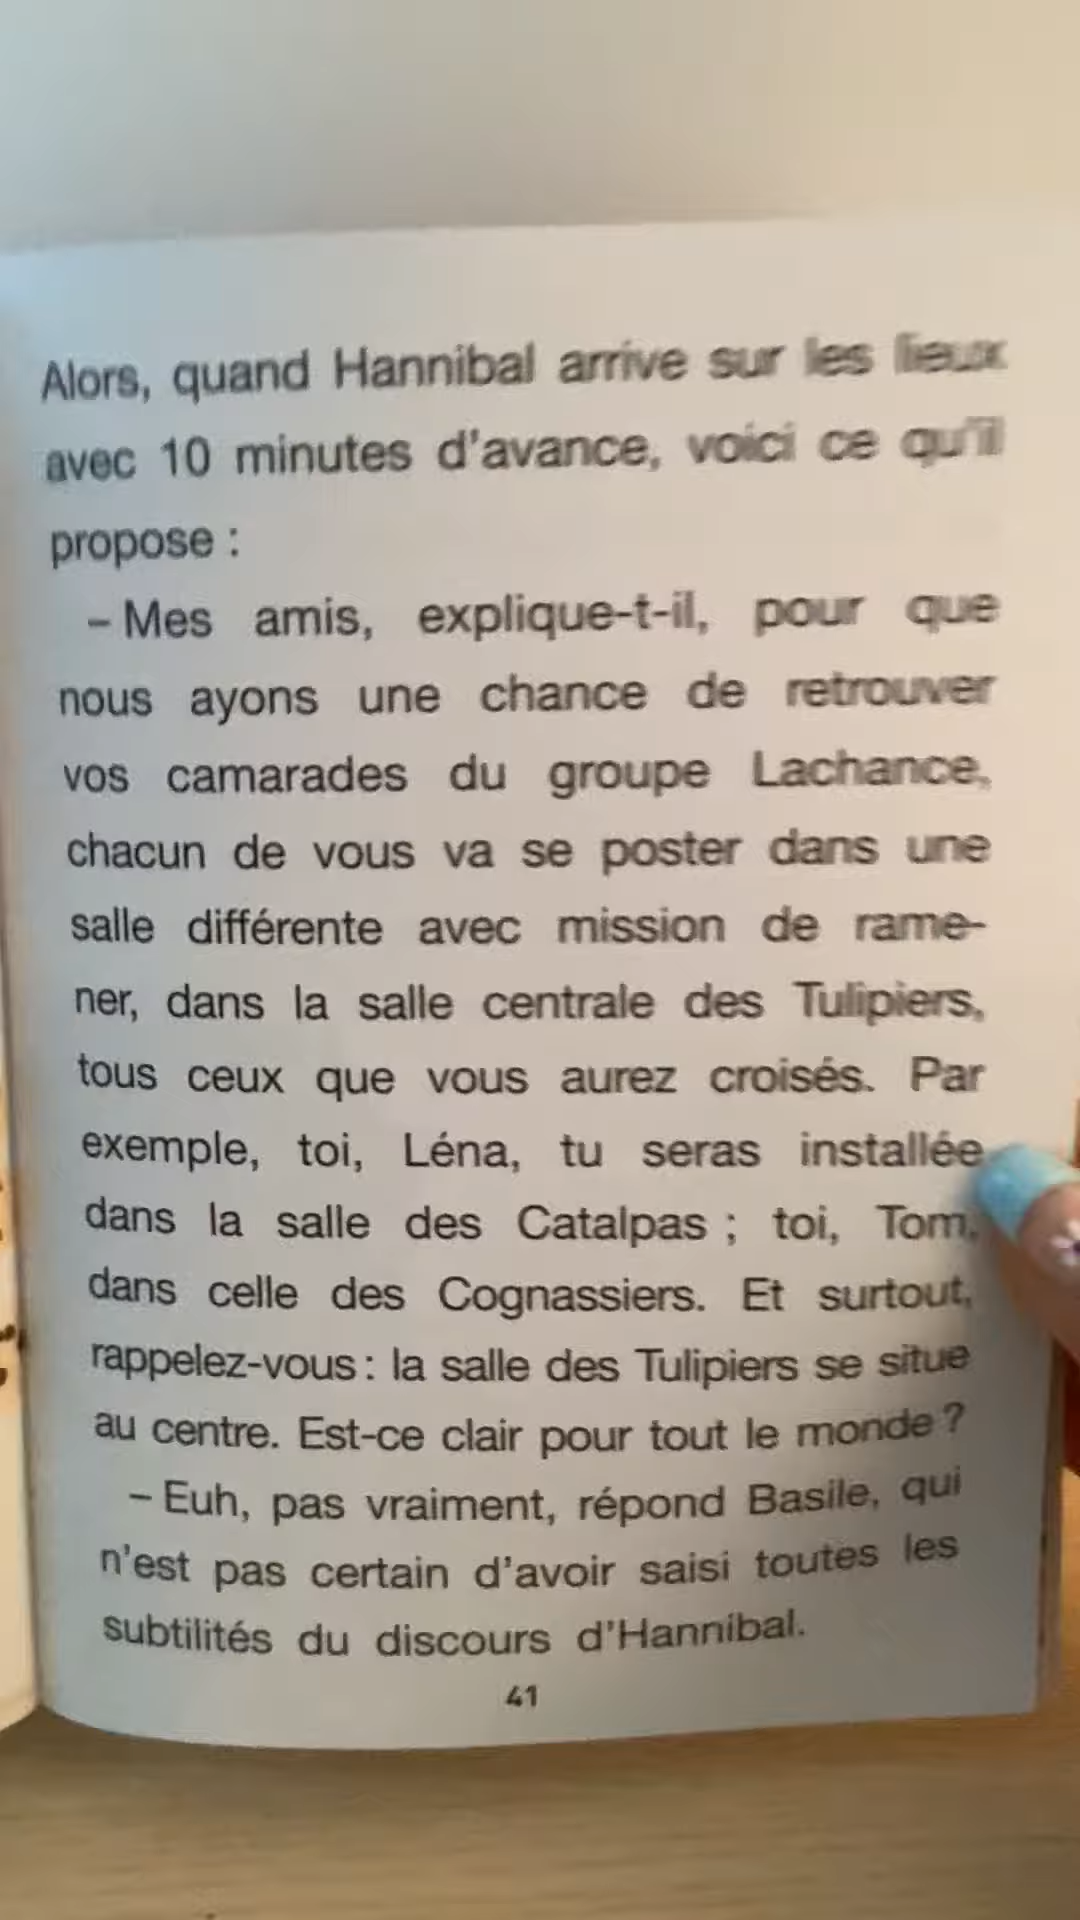 Alors, quand Hannibal arrive sur les lieux
avec 10 minutes d'avance, voici ce qu'il
propose :
– Mes amis, explique-t-il, pour que
nous ayons une chance de retrouver
vos camarades du groupe Lachance,
chacun de vous va se poster dans une
salle différente avec mission de rame-
ner, dans la salle centrale des Tulipiers,
tous ceux que vous aurez croisés. Par
exemple, toi, Léna, tu seras installée
dans la salle des Catalpas ; toi, Tom,
dans celle des Cognassiers. Et surtout,
rappelez-vous : la salle des Tulipiers se situe
au centre. Est-ce clair pour tout le monde ?
– Euh, pas vraiment, répond Basile, qui
n'est pas certain d'avoir saisi toutes les
subtilités du discours d'Hannibal.
41